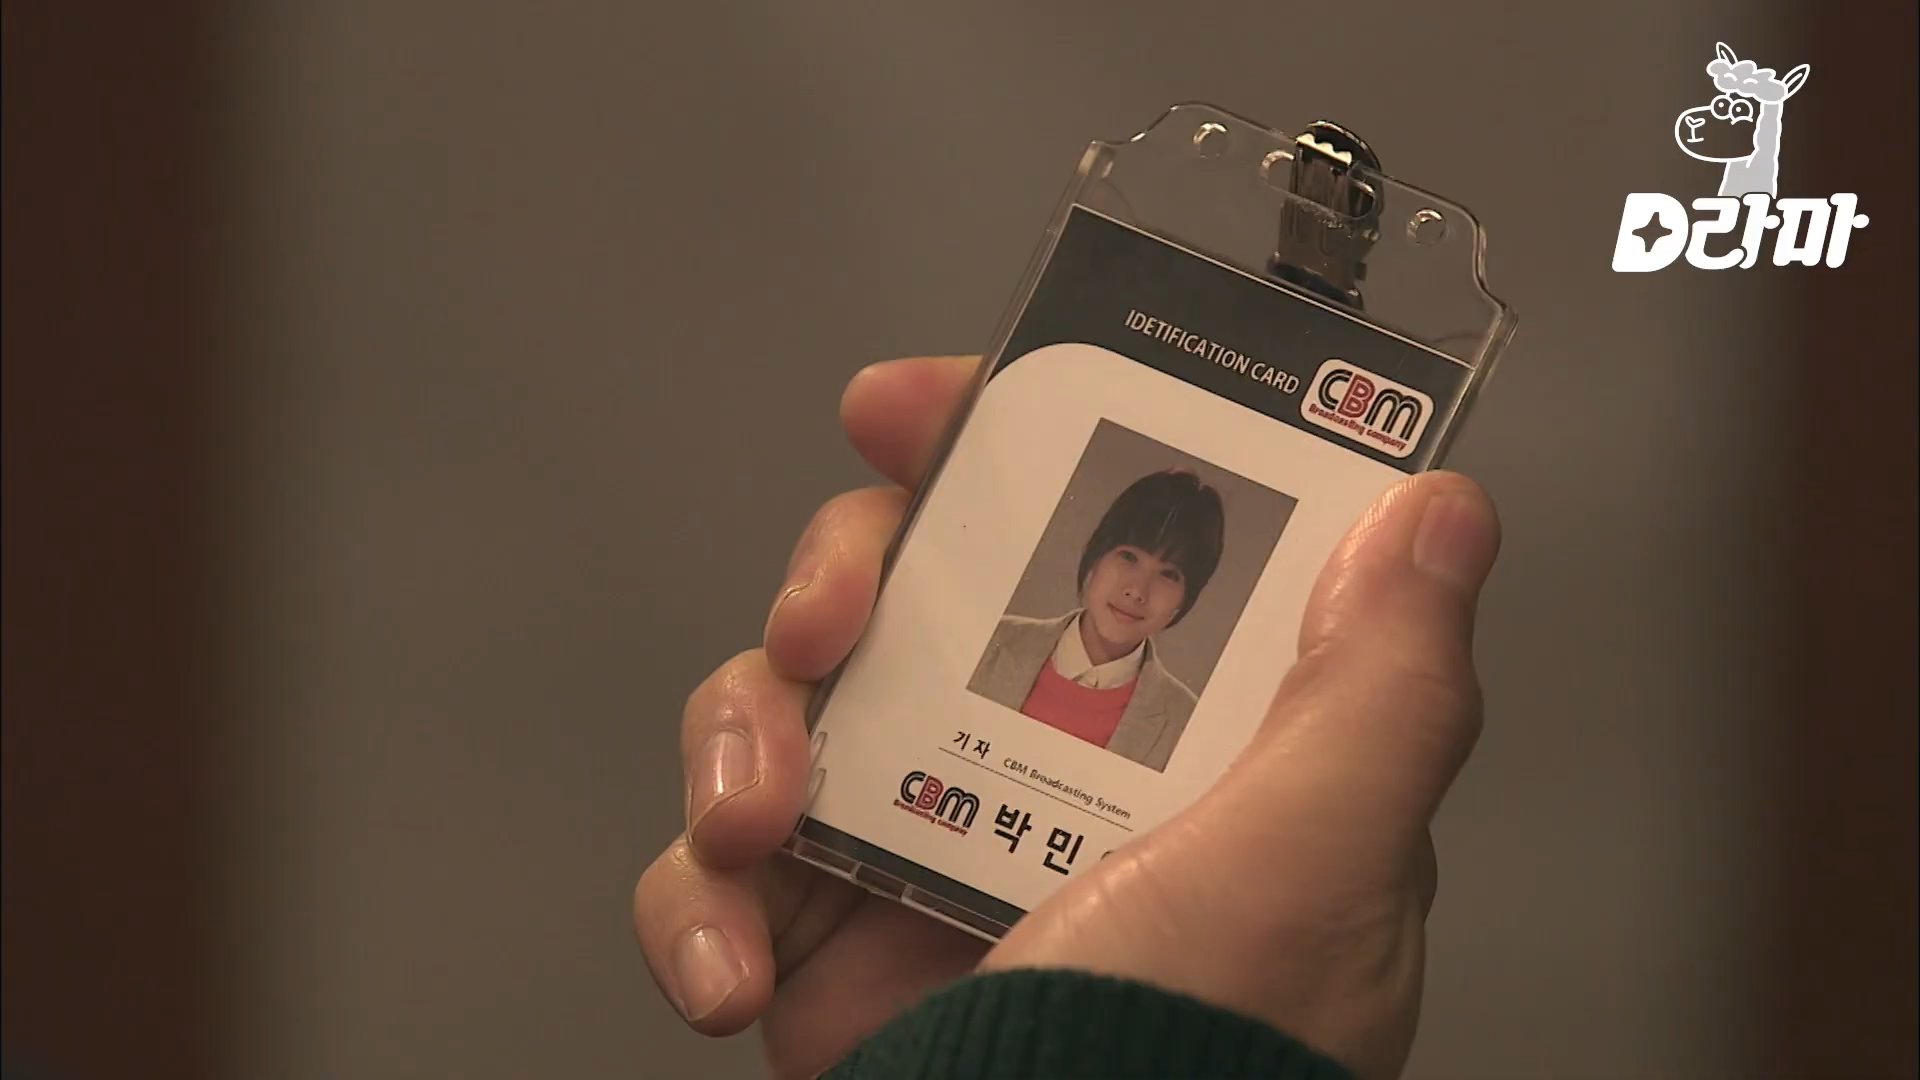 D라마
IDETIFICATION CARD
CBM
Broadcasting company
기자 CBM Broadcasting System
CBM
Broadcasting company
박민